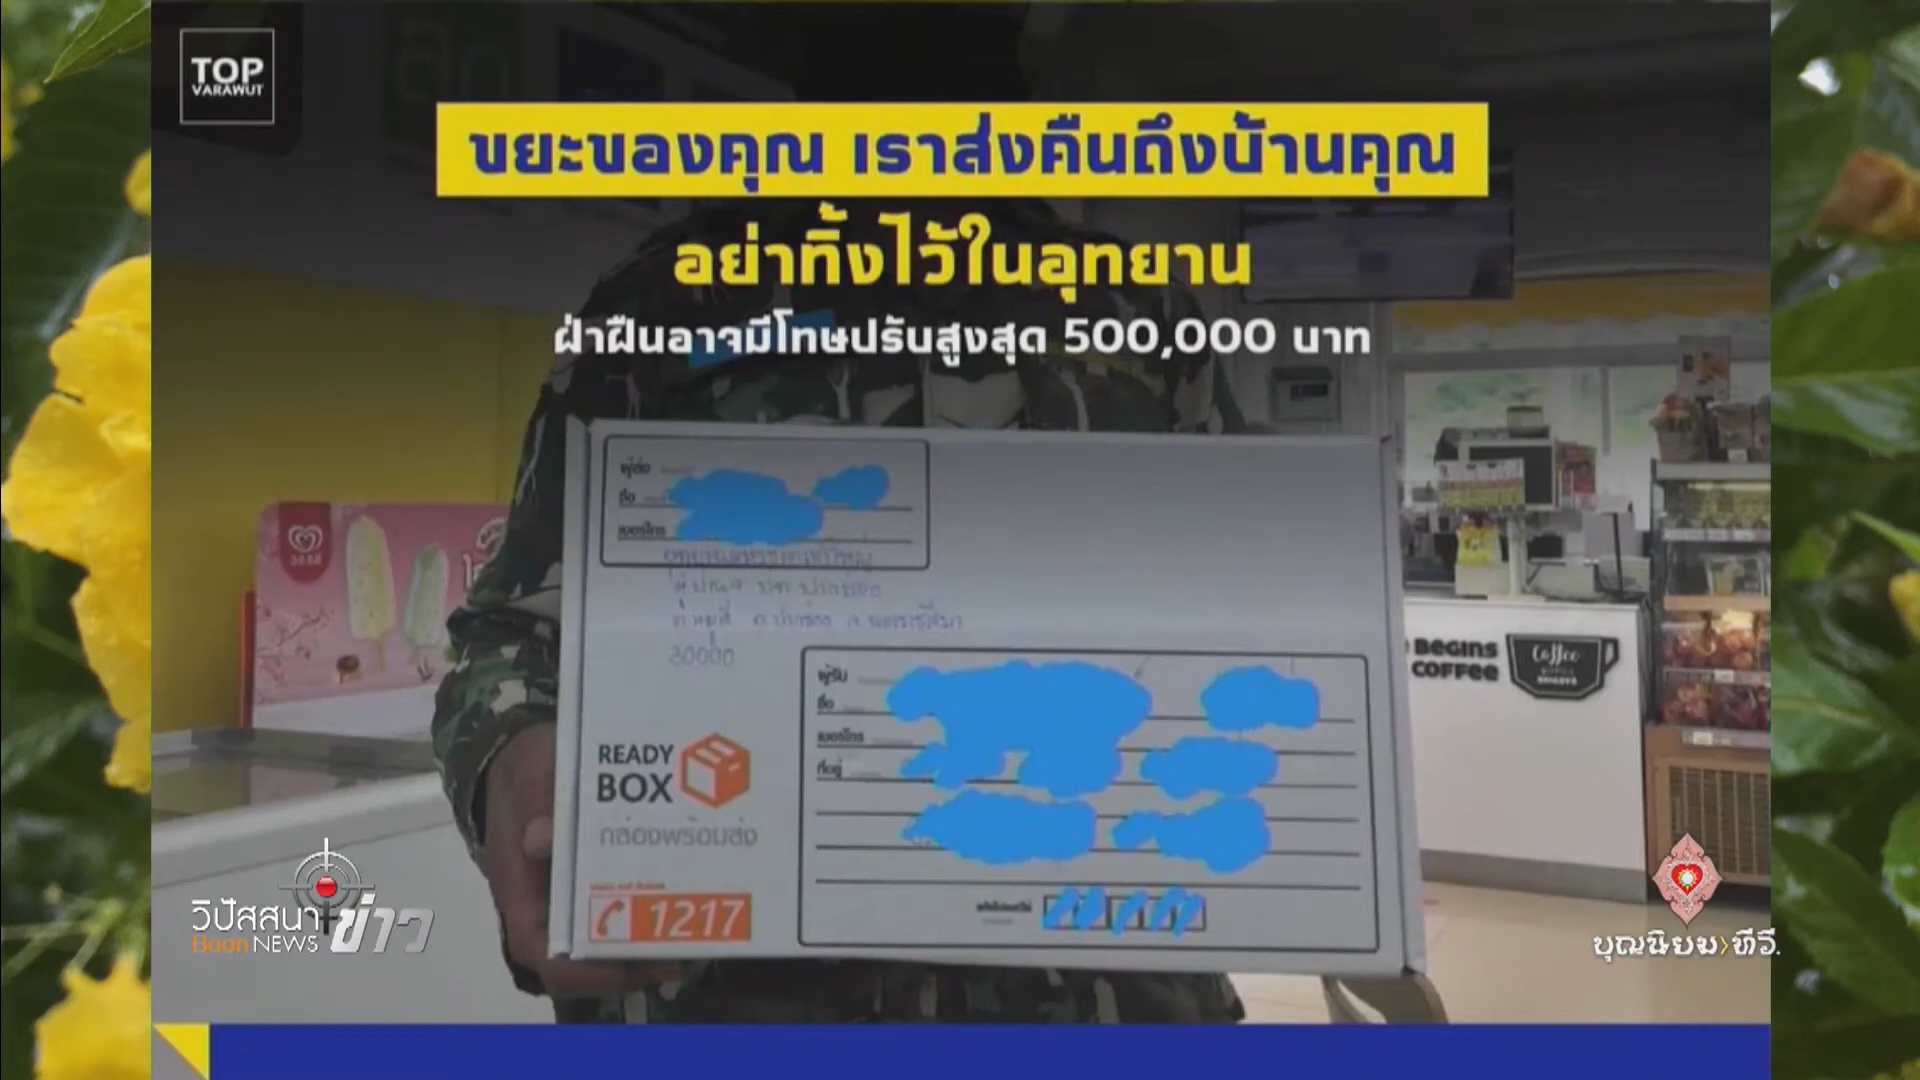 TOP
VARAWUT
ขยะของคุณ เราส่งคืนถึงบ้านคุณ
อย่าทิ้งไว้ในอุทยาน
ฝ่าฝืนอาจมีโทษปรับสูงสุด 500,000 บาท
ผู้ส่ง
ชื่อ
เบอร์โทร
30000
ผู้รับ
ชื่อ
เบอร์โทร
ที่อยู่
READY
BOX
กล่องพร้อมส่ง
1217
BEGINS
COFFEE
Coffee
วิปัสสนาข่าว
Boon NEWS
บุญนิยม ทีวี.